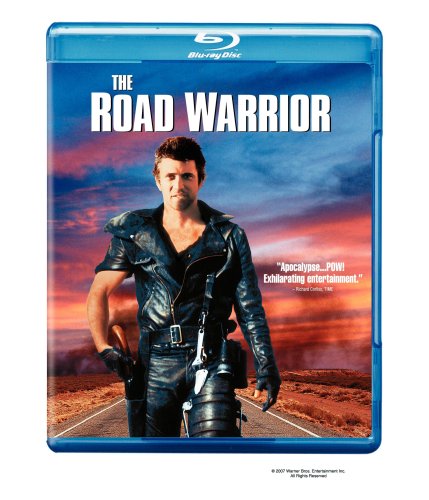 Blu-ray Disc
THE
ROAD WARRIOR
"Apocalypse...POW!
Exhilarating entertainment."
– Richard Corliss, TIME
© 2007 Warner Bros. Entertainment Inc.
All Rights Reserved